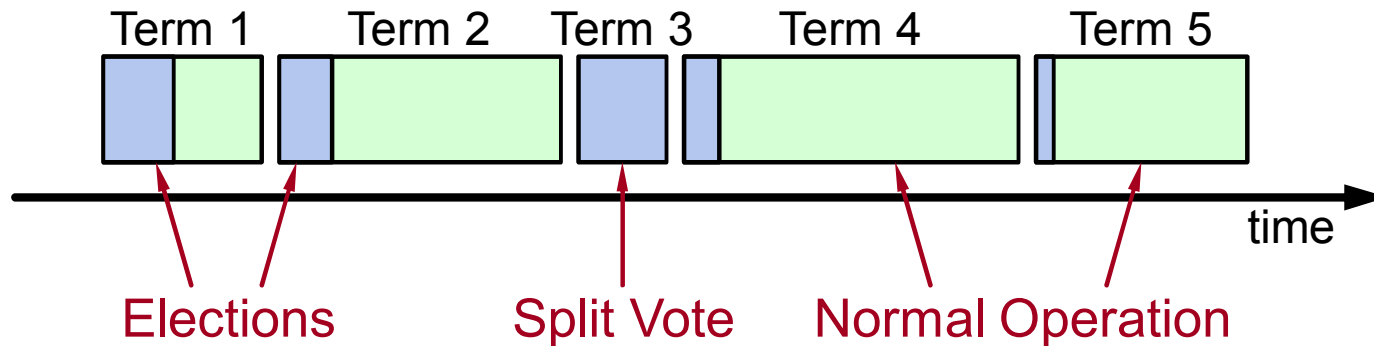 Term 1 Term 2 Term 3 Term 4 Term 5
time
Elections Split Vote Normal Operation